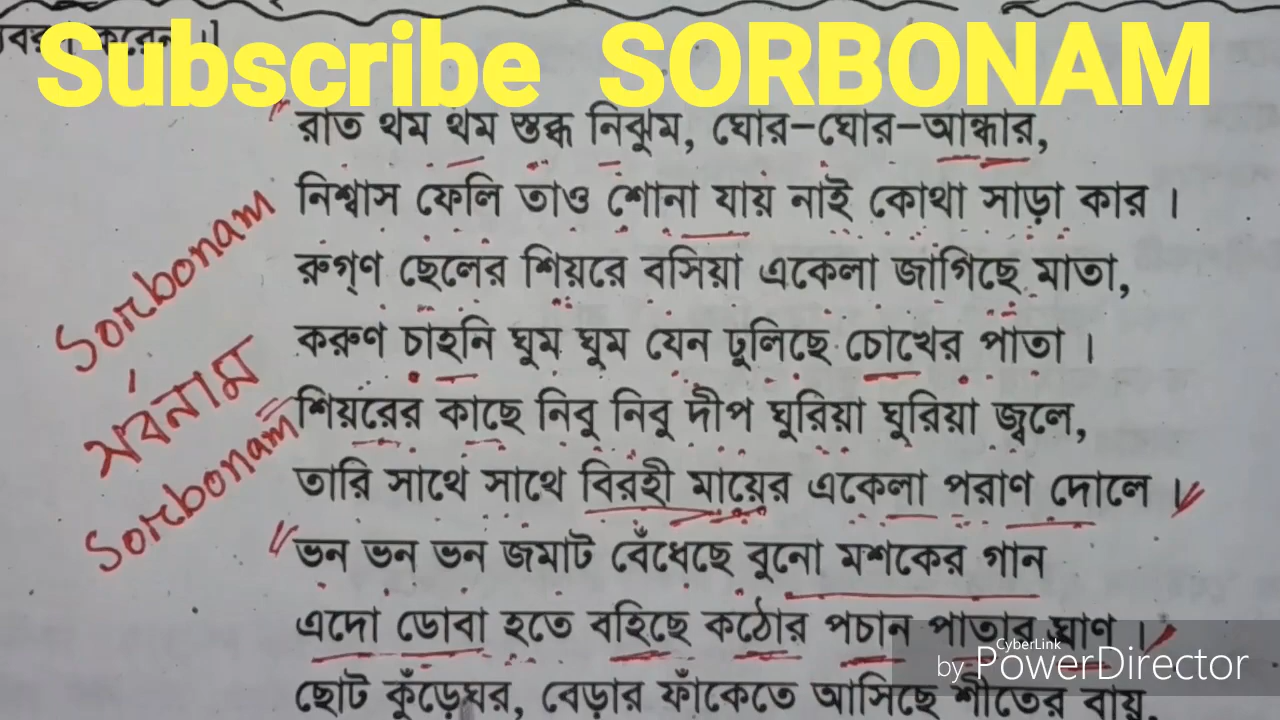 Subscribe SORBONAM
রাত থম থম স্তব্ধ নিঝুম, ঘোর-ঘোর-আন্ধার,
নিশ্বাস ফেলি তাও শোনা যায় নাই কোথা সাড়া কার ।
রুগ্ণ ছেলের শিয়রে বসিয়া একেলা জাগিছে মাতা,
করুণ চাহনি ঘুম ঘুম যেন ঢুলিছে চোখের পাতা ।
শিয়রের কাছে নিবু নিবু দীপ ঘুরিয়া ঘুরিয়া জ্বলে,
তারি সাথে সাথে বিরহী মায়ের একেলা পরাণ দোলে ।
ভন ভন ভন জমাট বেঁধেছে বুনো মশকের গান
এদো ডোবা হতে বহিছে কঠোর পচান পাতার ঘ্রাণ ।
ছোট কুঁড়েঘর, বেড়ার ফাঁকেতে আসিছে শীতের বায়ু,
Sorbonam
সর্বনাম
Sorbonam
CyberLink
by PowerDirector